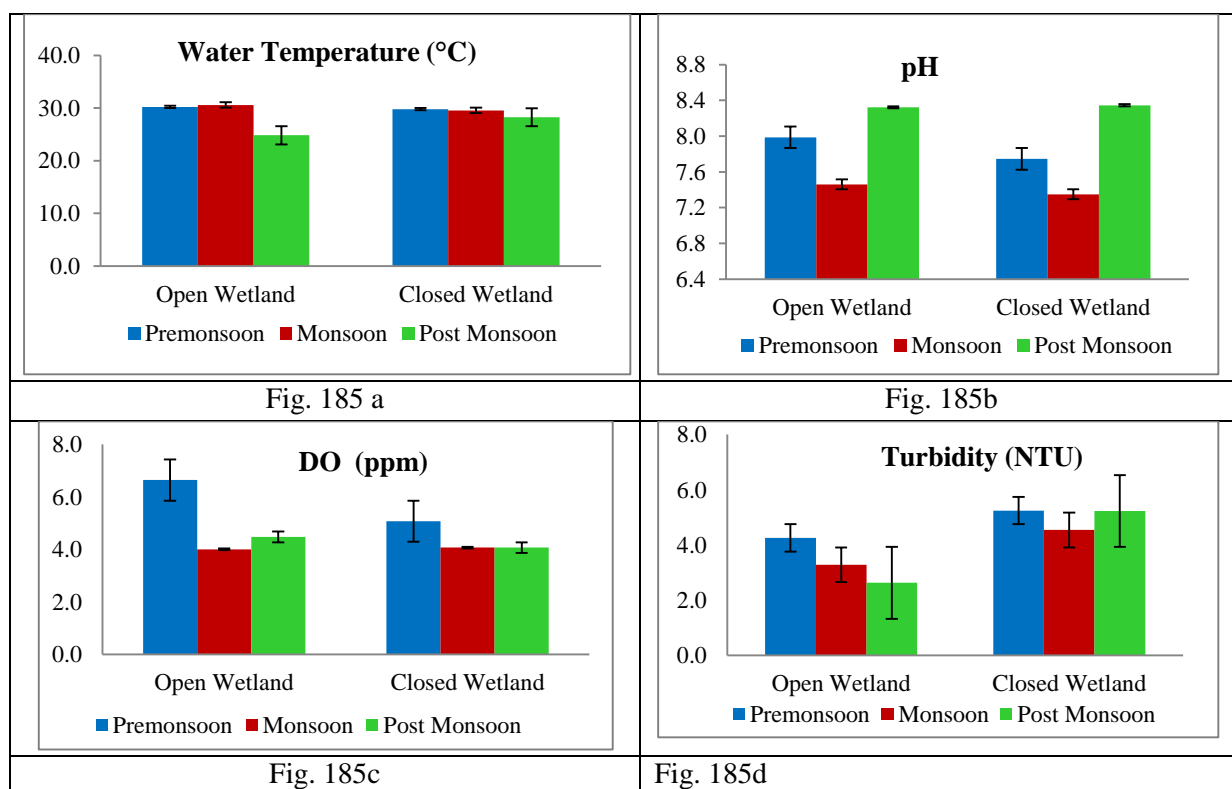 Water Temperature (°C)
40.0
30.0
20.0
10.0
0.0
Open Wetland Closed Wetland
Premonsoon Monsoon Post Monsoon
Fig. 185 a
pH
8.8
8.4
8.0
7.6
7.2
6.8
6.4
Open Wetland Closed Wetland
Premonsoon Monsoon Post Monsoon
Fig. 185b
DO (ppm)
8.0
6.0
4.0
2.0
0.0
Open Wetland Closed Wetland
Premonsoon Monsoon Post Monsoon
Fig. 185c
Turbidity (NTU)
8.0
6.0
4.0
2.0
0.0
Open Wetland Closed Wetland
Premonsoon Monsoon Post Monsoon
Fig. 185d